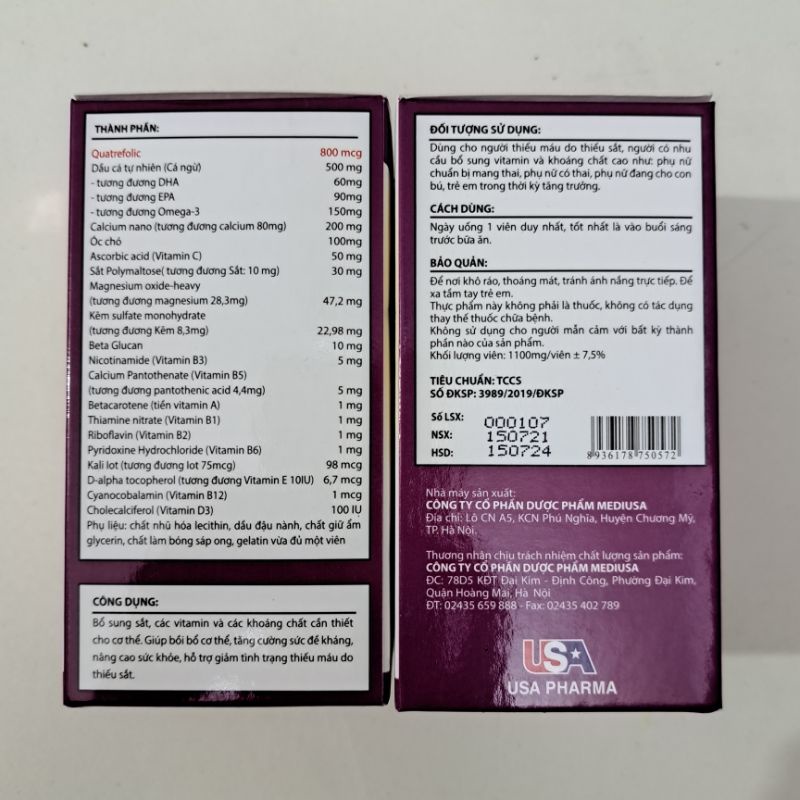 THÀNH PHẦN:
Quatrefolic 800 mcg
Dầu cá tự nhiên (Cá ngừ) 500 mg
- tương đương DHA 60mg
- tương đương EPA 90mg
- tương đương Omega-3 150mg
Calcium nano (tương đương calcium 80mg) 200 mg
Óc chó 100mg
Ascorbic acid (Vitamin C) 50 mg
Sắt Polymaltose( tương đương Sắt: 10 mg) 30 mg
Magnesium oxide-heavy
(tương đương magnesium 28,3mg) 47,2 mg
Kẽm sulfate monohydrate
(tương đương Kẽm 8,3mg) 22,98 mg
Beta Glucan 10 mg
Nicotinamide (Vitamin B3) 5 mg
Calcium Pantothenate (Vitamin B5)
(tương đương pantothenic acid 4,4mg) 5 mg
Betacarotene (tiền vitamin A) 1 mg
Thiamine nitrate (Vitamin B1) 1 mg
Riboflavin (Vitamin B2) 1 mg
Pyridoxine Hydrochloride (Vitamin B6) 1 mg
Kali Iot (tương đương Iot 75mcg) 98 mcg
D-alpha tocopherol (tương đương Vitamin E 10IU) 6,7 mcg
Cyanocobalamin (Vitamin B12) 1 mcg
Cholecalciferol (Vitamin D3) 100 IU
Phụ liệu: chất nhũ hóa lecithin, dầu đậu nành, chất giữ ẩm
glycerin, chất làm bóng sáp ong, gelatin vừa đủ một viên
CÔNG DỤNG:
Bổ sung sắt, các vitamin và các khoáng chất cần thiết
cho cơ thể. Giúp bồi bổ cơ thể, tăng cường sức đề kháng,
nâng cao sức khỏe, hỗ trợ giảm tình trạng thiếu máu do
thiếu sắt.
ĐỐI TƯỢNG SỬ DỤNG:
Dùng cho người thiếu máu do thiếu sắt, người có nhu
cầu bổ sung vitamin và khoáng chất cao như: phụ nữ
chuẩn bị mang thai, phụ nữ có thai, phụ nữ đang cho con
bú, trẻ em trong thời kỳ tăng trưởng.
CÁCH DÙNG:
Ngày uống 1 viên duy nhất, tốt nhất là vào buổi sáng
trước bữa ăn.
BẢO QUẢN:
Để nơi khô ráo, thoáng mát, tránh ánh nắng trực tiếp. Để
xa tầm tay trẻ em.
Thực phẩm này không phải là thuốc, không có tác dụng
thay thế thuốc chữa bệnh.
Không sử dụng cho người mẫn cảm với bất kỳ thành
phần nào của sản phẩm.
Khối lượng viên: 1100mg/viên ± 7,5%
TIÊU CHUẨN: TCCS
SỐ ĐKSP: 3989/2019/ĐKSP
Số LSX: 000107
NSX: 150721
HSD: 150724
8936178750572
Nhà máy sản xuất:
CÔNG TY CỔ PHẦN DƯỢC PHẨM MEDIUSA
Địa chỉ: Lô CN A5, KCN Phú Nghĩa, Huyện Chương Mỹ,
TP. Hà Nội.
Thương nhân chịu trách nhiệm chất lượng sản phẩm:
CÔNG TY CỔ PHẦN DƯỢC PHẨM MEDIUSA
ĐC: 78D5 KĐT Đại Kim - Định Công, Phường Đại Kim,
Quận Hoàng Mai, Hà Nội
ĐT: 02435 659 888 - Fax: 02435 402 789
USA
USA PHARMA